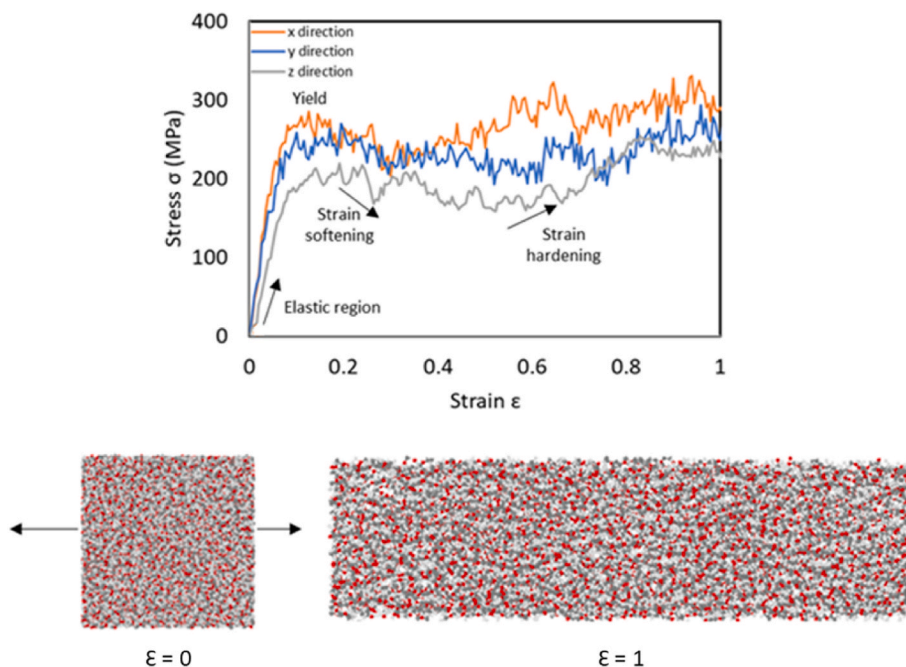 400
x direction
y direction
z direction
Yield
300
200
100
0
Stress σ (MPa)
Strain
softening
Strain
hardening
Elastic region
0 0.2 0.4 0.6 0.8 1
Strain ε
Ɛ = 0
Ɛ = 1